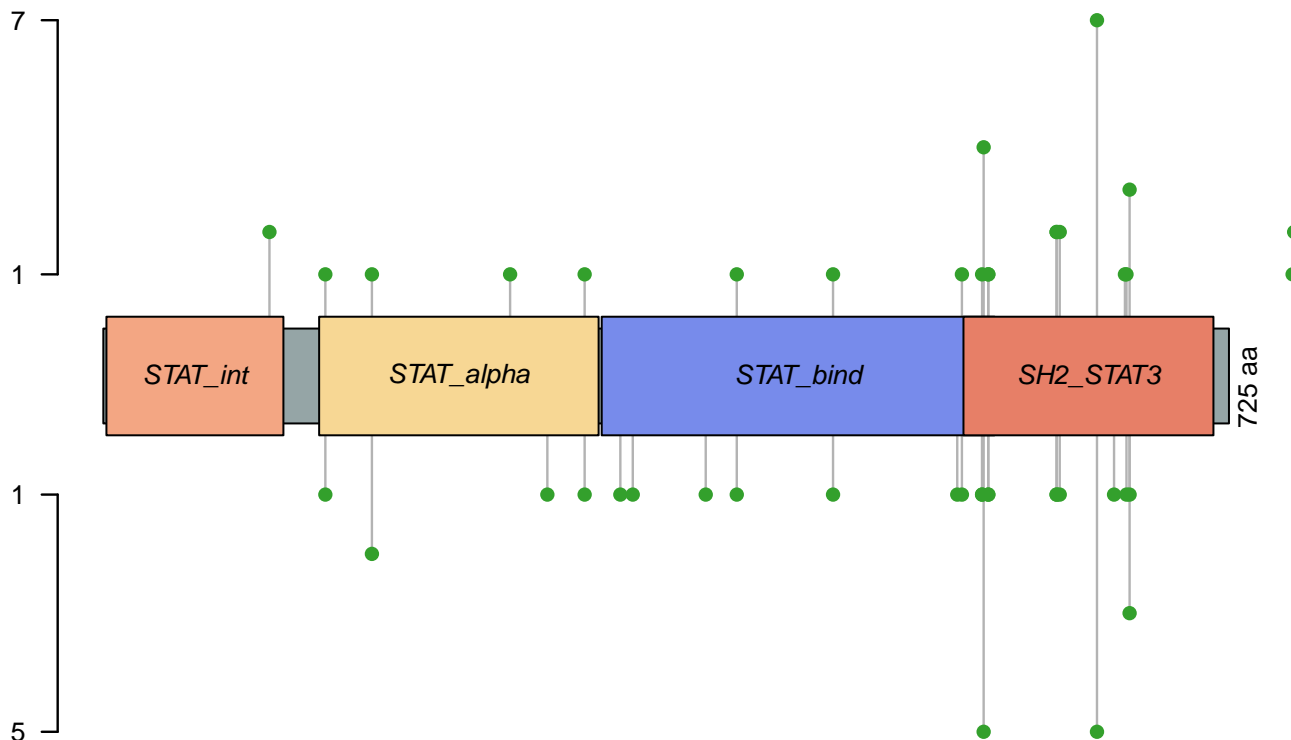 7
1
STAT_int
STAT_alpha
STAT_bind
SH2_STAT3
725 aa
1
5